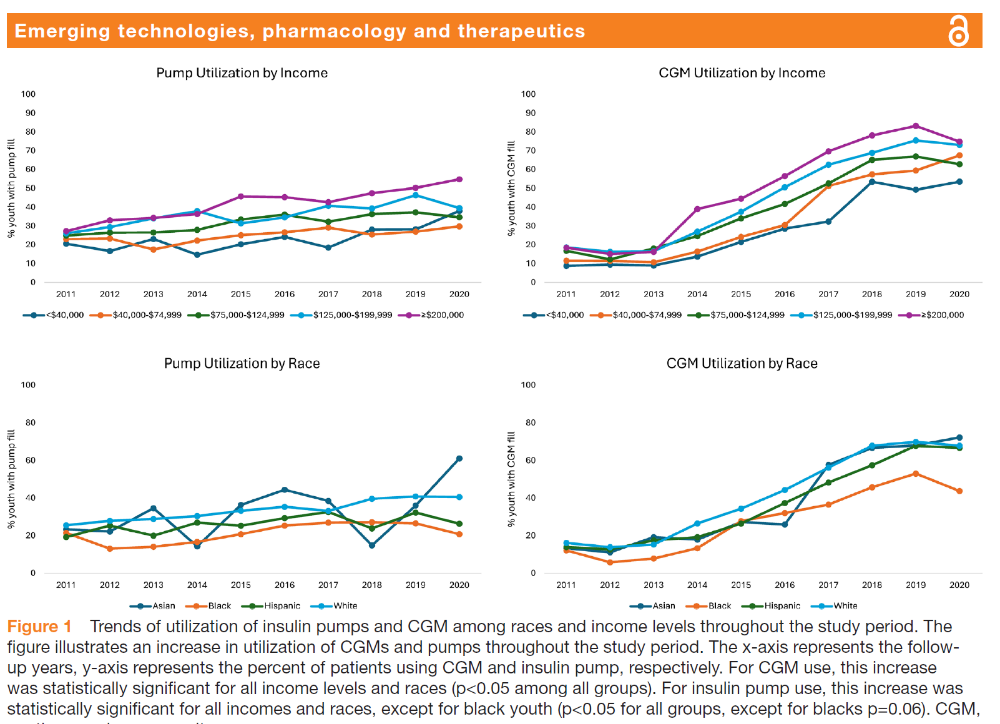 Emerging technologies, pharmacology and therapeutics
Pump Utilization by Income
% youth with pump fill
100
90
80
70
60
50
40
30
20
10
0
2011 2012 2013 2014 2015 2016 2017 2018 2019 2020
<$40,000 $40,000-$74,999 $75,000-$124,999 $125,000-$199,999 ≥$200,000
CGM Utilization by Income
% youth with CGM fill
100
90
80
70
60
50
40
30
20
10
0
2011 2012 2013 2014 2015 2016 2017 2018 2019 2020
<$40,000 $40,000-$74,999 $75,000-$124,999 $125,000-$199,999 ≥$200,000
Pump Utilization by Race
% youth with pump fill
100
80
60
40
20
0
2011 2012 2013 2014 2015 2016 2017 2018 2019 2020
Asian Black Hispanic White
CGM Utilization by Race
% youth with CGM fill
100
80
60
40
20
0
2011 2012 2013 2014 2015 2016 2017 2018 2019 2020
Asian Black Hispanic White
Figure 1 Trends of utilization of insulin pumps and CGM among races and income levels throughout the study period. The
figure illustrates an increase in utilization of CGMs and pumps throughout the study period. The x-axis represents the follow-
up years, y-axis represents the percent of patients using CGM and insulin pump, respectively. For CGM use, this increase
was statistically significant for all income levels and races (p<0.05 among all groups). For insulin pump use, this increase was
statistically significant for all incomes and races, except for black youth (p<0.05 for all groups, except for blacks p=0.06). CGM,